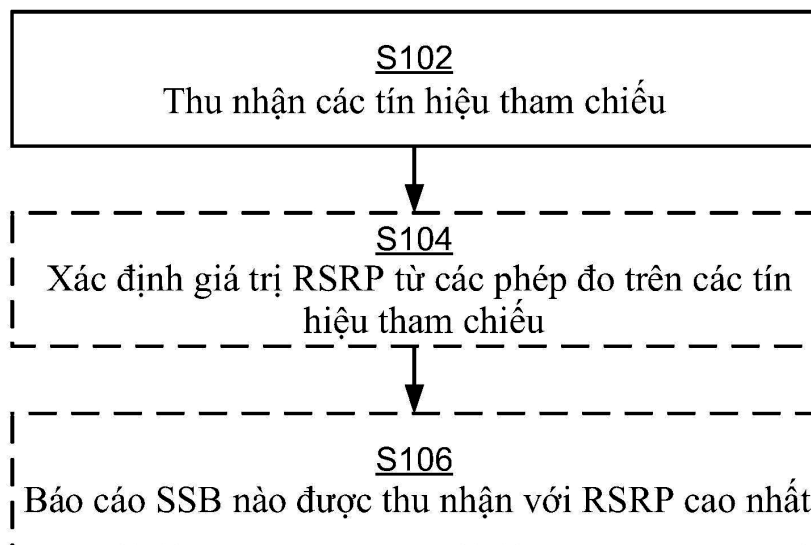 S102
Thu nhận các tín hiệu tham chiếu
S104
Xác định giá trị RSRP từ các phép đo trên các tín
hiệu tham chiếu
S106
Báo cáo SSB nào được thu nhận với RSRP cao nhất